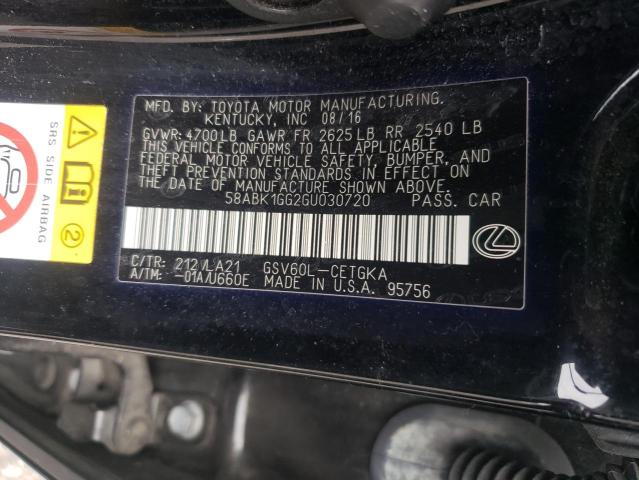 MFD. BY: TOYOTA MOTOR MANUFACTURING.
KENTUCKY, INC 08/16
GVWR: 4700LB GAWR FR 2625LB RR 2540 LB
THIS VEHICLE CONFORMS TO ALL APPLICABLE
FEDERAL MOTOR VEHICLE SAFETY, BUMPER, AND
THEFT PREVENTION STANDARDS IN EFFECT ON
THE DATE OF MANUFACTURE SHOWN ABOVE.
58ABK1GG2GU030720 PASS. CAR
C/TR: 212/LA21 GSV60L-CETGKA
A/TM: -01A/U660E MADE IN U.S.A. 95756
SRS SIDE AIRBAG
2